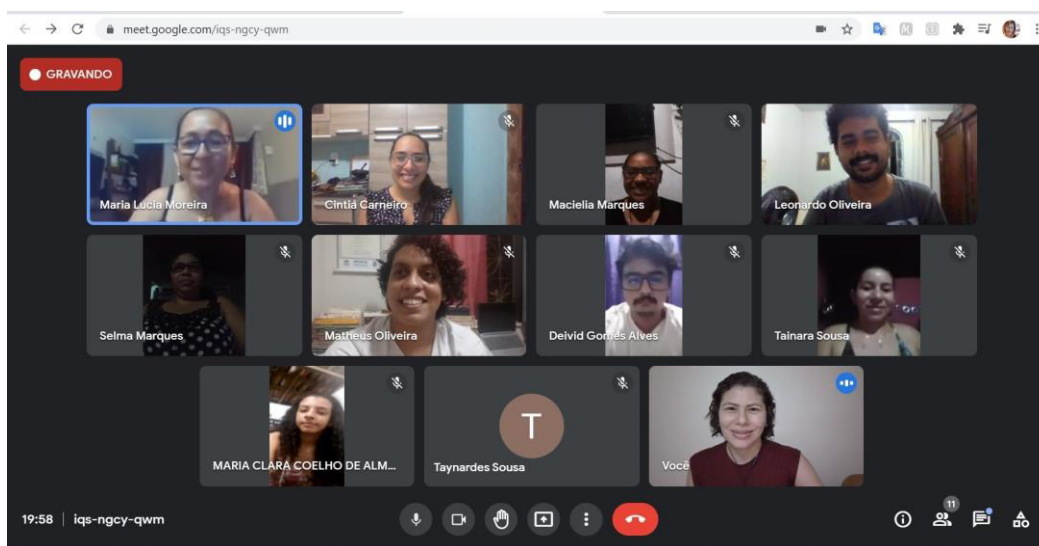 meet.google.com/iqs-ngcy-qwm
GRAVANDO
Maria Lucia Moreira
Cintia Carneiro
Macielia Marques
Leonardo Oliveira
Selma Marques
Matheus Oliveira
Deivid Gomes Alves
Tainara Sousa
MARIA CLARA COELHO DE ALM...
T
Taynardes Sousa
Você
19:58 | iqs-ngcy-qwm
11